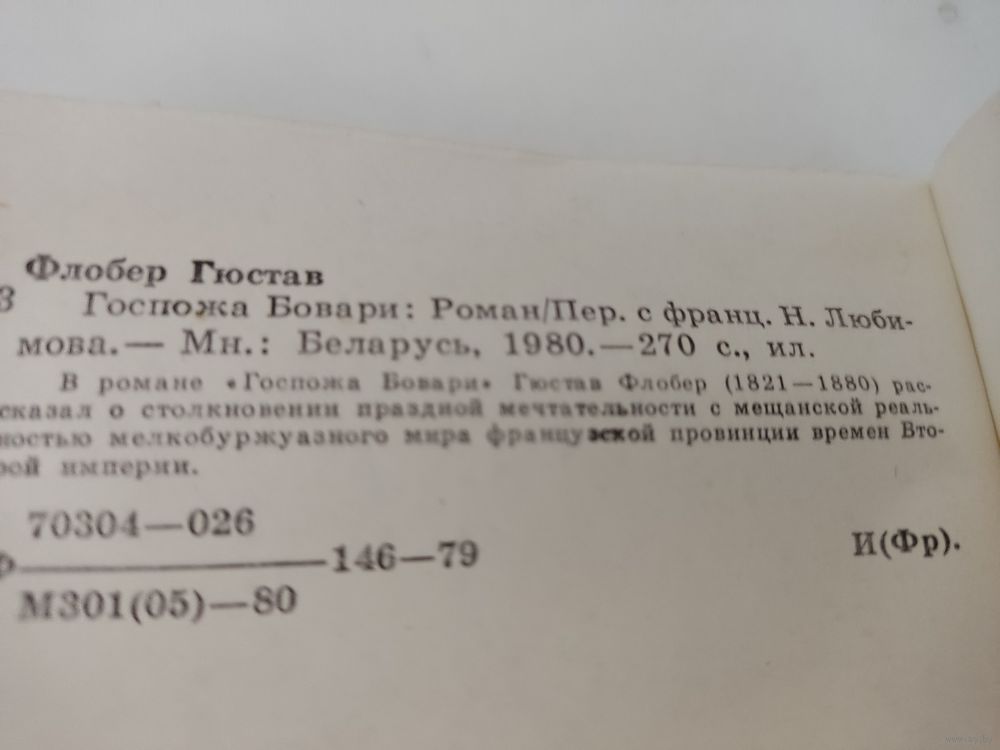 Флобер Гюстав
3 Госпожа Бовари: Роман/Пер. с франц. Н. Люби-
мова.— Мн.: Беларусь, 1980.—270 с., ил.
В романе «Госпожа Бовари» Гюстав Флобер (1821—1880) рас-
сказал о столкновении праздной мечтательности с мещанской реаль-
ностью мелкобуржуазного мира французской провинции времен Вто-
рой империи.
70304—026
Ф————146—79
М301(05)—80
И(Фр).